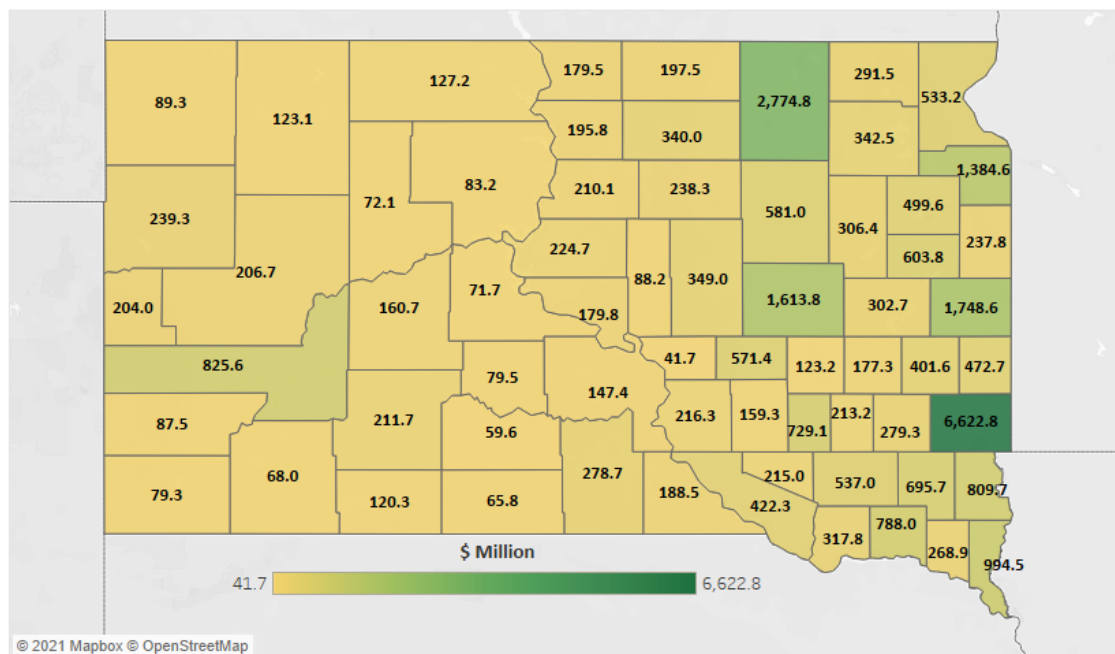 127.2 179.5 197.5 2,774.8 291.5 533.2
89.3 123.1 195.8 340.0 342.5
83.2 210.1 238.3 1,384.6
72.1 581.0 499.6
239.3 306.4 237.8
206.7 224.7 88.2 349.0 603.8
204.0 160.7 71.7 179.8 1,613.8 302.7 1,748.6
825.6 79.5 147.4 41.7 571.4 123.2 177.3 401.6 472.7
87.5 211.7 59.6 216.3 159.3 729.1 213.2 279.3 6,622.8
79.3 68.0 120.3 65.8 278.7 188.5 215.0 537.0 695.7 809.7
422.3 317.8 788.0 268.9 994.5
$ Million
41.7 6,622.8
© 2021 Mapbox © OpenStreetMap